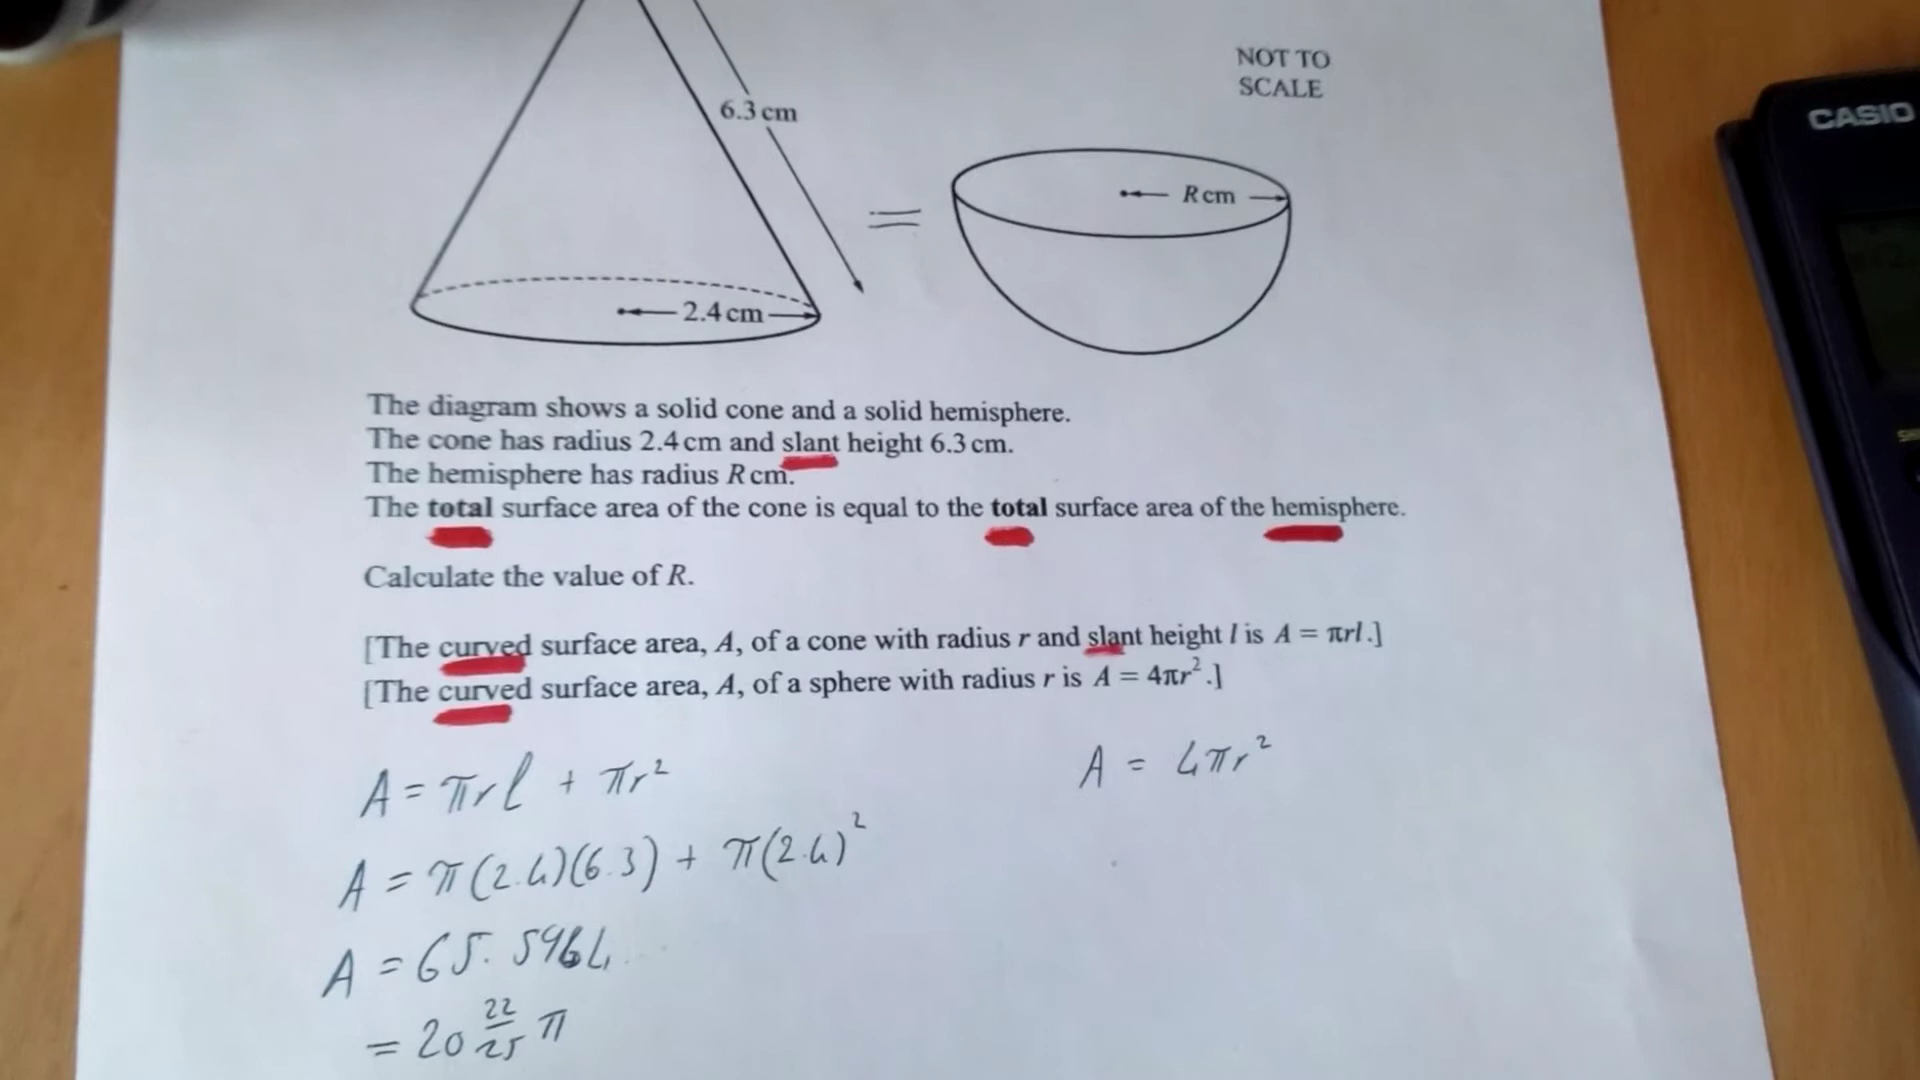 NOT TO
SCALE
CASIO
6.3 cm
R cm
=
2.4 cm
The diagram shows a solid cone and a solid hemisphere.
The cone has radius 2.4 cm and slant height 6.3 cm.
The hemisphere has radius R cm.
The total surface area of the cone is equal to the total surface area of the hemisphere.
Calculate the value of R.
[The curved surface area, A, of a cone with radius r and slant height l is A = πrl.]
[The curved surface area, A, of a sphere with radius r is A = 4πr².]
A = πrl + πr²
A = 4πr²
A = π(2.4)(6.3) + π(2.4)²
A = 65.5964
= 20 22/25 π